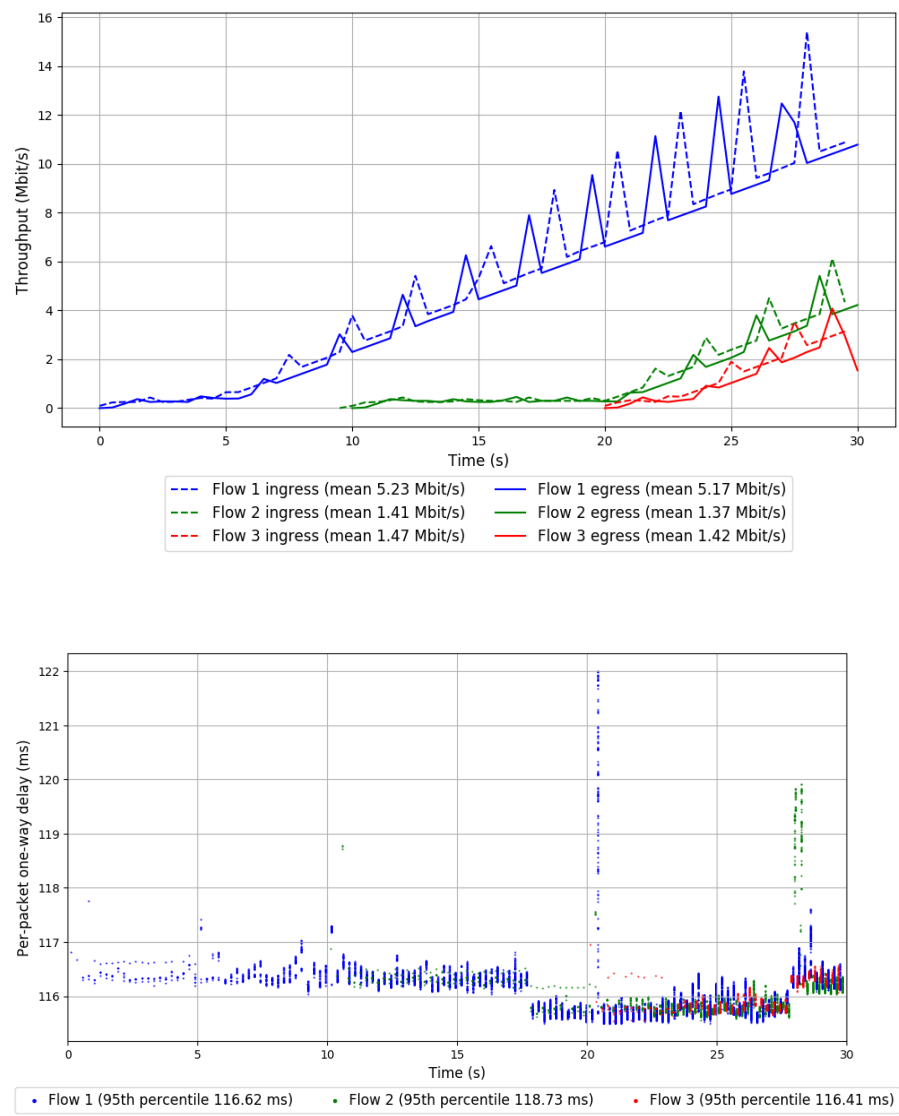 16
14
12
10
8
6
4
2
0
Throughput (Mbit/s)
0 5 10 15 20 25 30
Time (s)
Flow 1 ingress (mean 5.23 Mbit/s) Flow 1 egress (mean 5.17 Mbit/s)
Flow 2 ingress (mean 1.41 Mbit/s) Flow 2 egress (mean 1.37 Mbit/s)
Flow 3 ingress (mean 1.47 Mbit/s) Flow 3 egress (mean 1.42 Mbit/s)
122
121
120
119
118
117
116
Per-packet one-way delay (ms)
0 5 10 15 20 25 30
Time (s)
Flow 1 (95th percentile 116.62 ms) Flow 2 (95th percentile 118.73 ms) Flow 3 (95th percentile 116.41 ms)